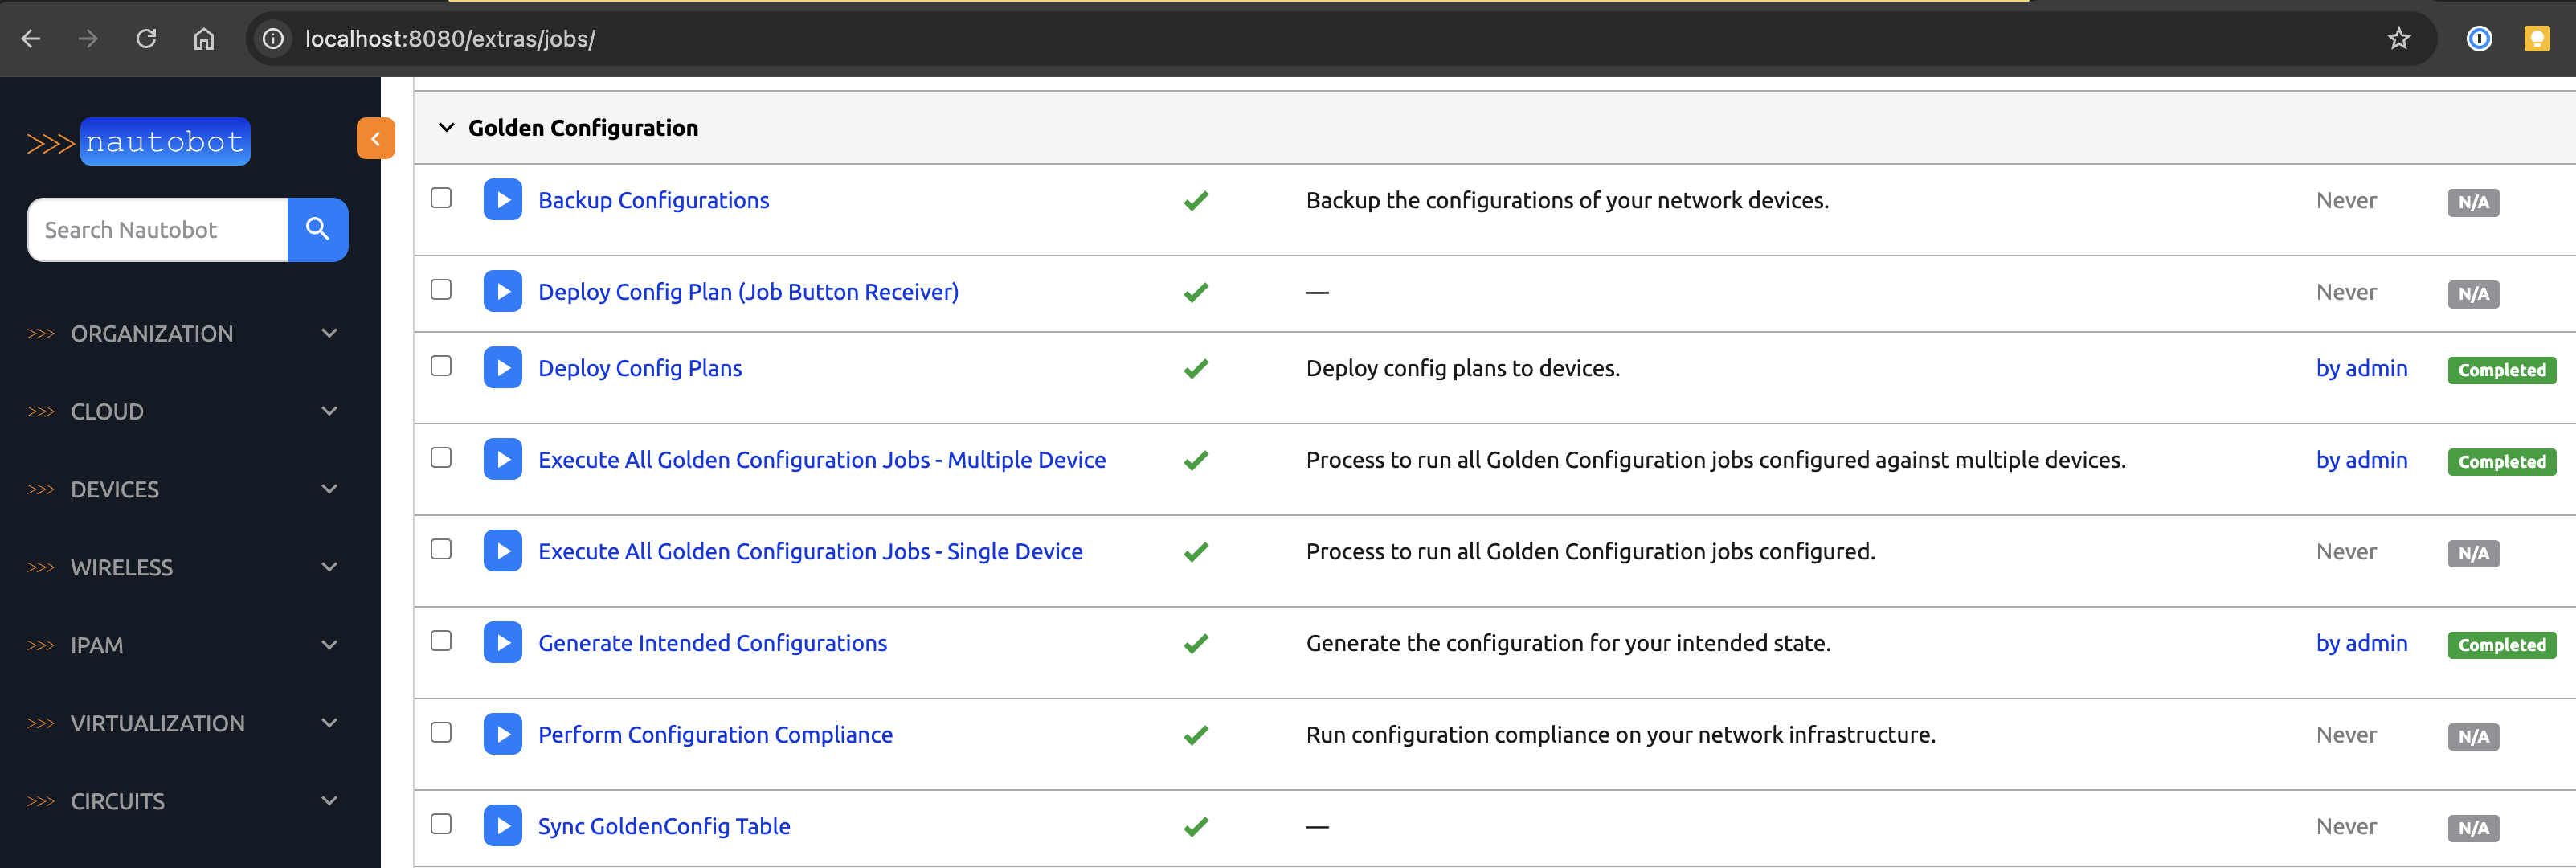 localhost:8080/extras/jobs/
>>> nautobot
Search Nautobot
>>> ORGANIZATION
>>> CLOUD
>>> DEVICES
>>> WIRELESS
>>> IPAM
>>> VIRTUALIZATION
>>> CIRCUITS
Golden Configuration
Backup Configurations Backup the configurations of your network devices. Never N/A
Deploy Config Plan (Job Button Receiver) — Never N/A
Deploy Config Plans Deploy config plans to devices. by admin Completed
Execute All Golden Configuration Jobs - Multiple Device Process to run all Golden Configuration jobs configured against multiple devices. by admin Completed
Execute All Golden Configuration Jobs - Single Device Process to run all Golden Configuration jobs configured. Never N/A
Generate Intended Configurations Generate the configuration for your intended state. by admin Completed
Perform Configuration Compliance Run configuration compliance on your network infrastructure. Never N/A
Sync GoldenConfig Table — Never N/A